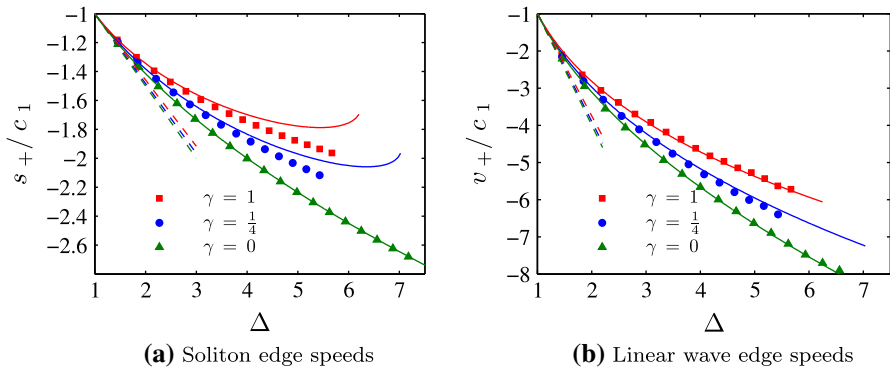 −1
−1.2
−1.4
−1.6
−1.8
−2
−2.2
−2.4
−2.6
s₊/c₁
1 2 3 4 5 6 7
Δ
γ = 1
γ = 1/4
γ = 0
(a) Soliton edge speeds
−1
−2
−3
−4
−5
−6
−7
−8
v₊/c₁
1 2 3 4 5 6 7
Δ
γ = 1
γ = 1/4
γ = 0
(b) Linear wave edge speeds